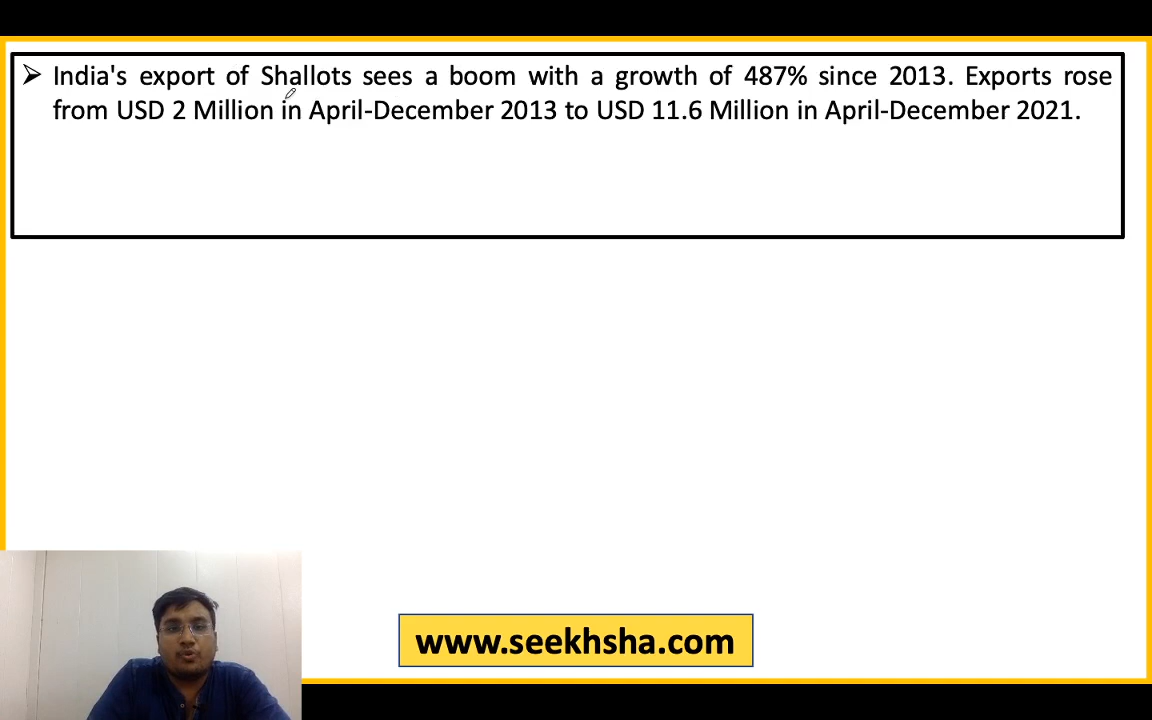 ➢ India's export of Shallots sees a boom with a growth of 487% since 2013. Exports rose
from USD 2 Million in April-December 2013 to USD 11.6 Million in April-December 2021.
www.seekhsha.com